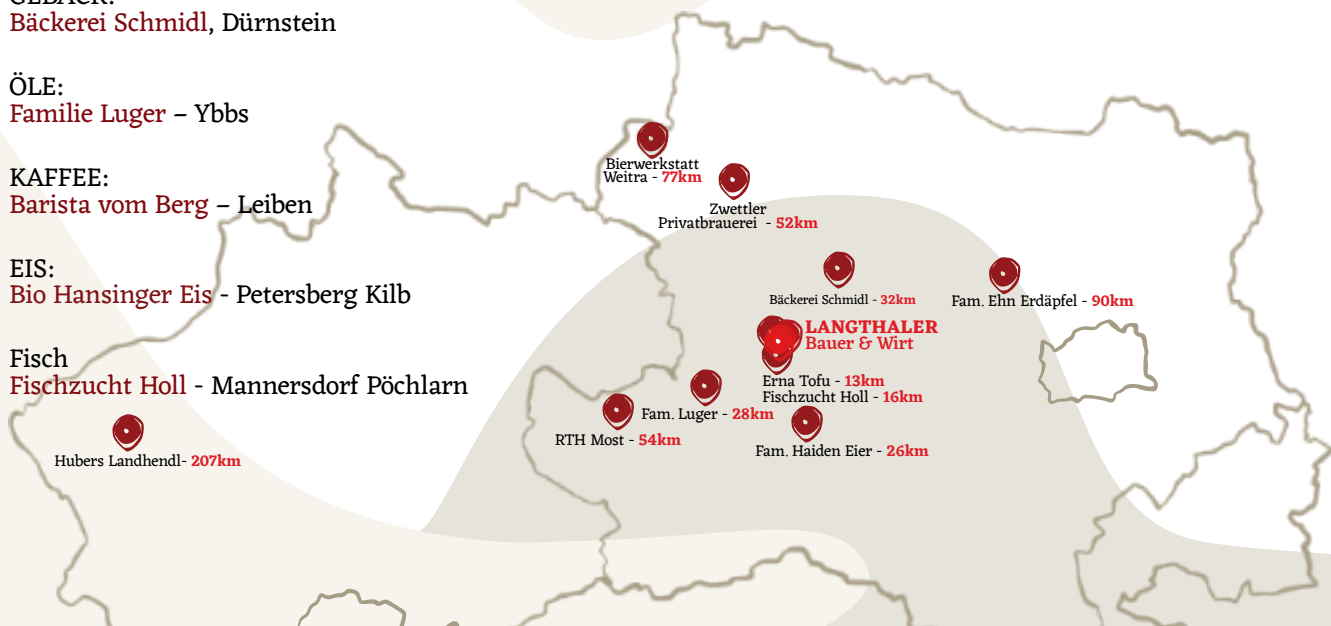 GEBÄCK:
Bäckerei Schmidl, Dürnstein
ÖLE:
Familie Luger – Ybbs
KAFFEE:
Barista vom Berg – Leiben
EIS:
Bio Hansinger Eis - Petersberg Kilb
Fisch
Fischzucht Holl - Mannersdorf Pöchlarn
Bierwerkstatt
Weitra - 77km
Zwettler
Privatbrauerei - 52km
Bäckerei Schmidl - 32km
Fam. Ehn Erdäpfel - 90km
LANGTHALER
Bauer & Wirt
Erna Tofu - 13km
Fischzucht Holl - 16km
Fam. Luger - 28km
RTH Most - 54km
Fam. Haiden Eier - 26km
Hubers Landhendl- 207km